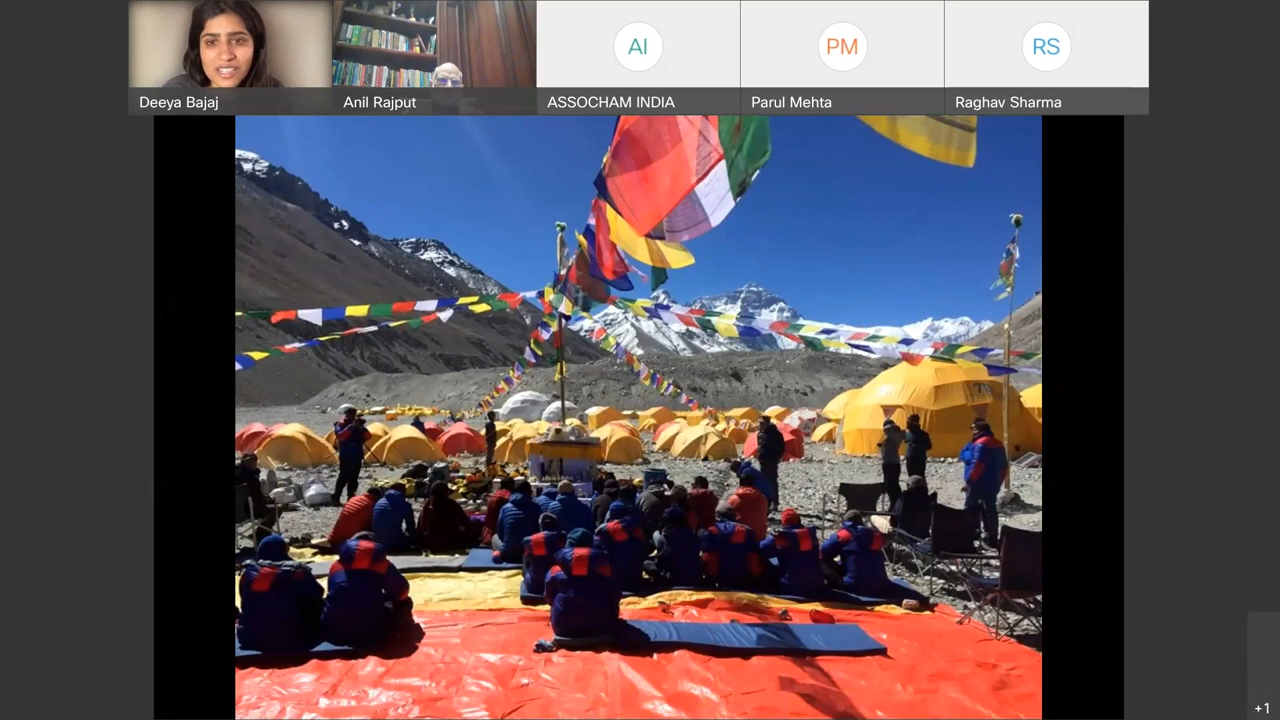 AI
PM
RS
Deeya Bajaj
Anil Rajput
ASSOCHAM INDIA
Parul Mehta
Raghav Sharma
+1